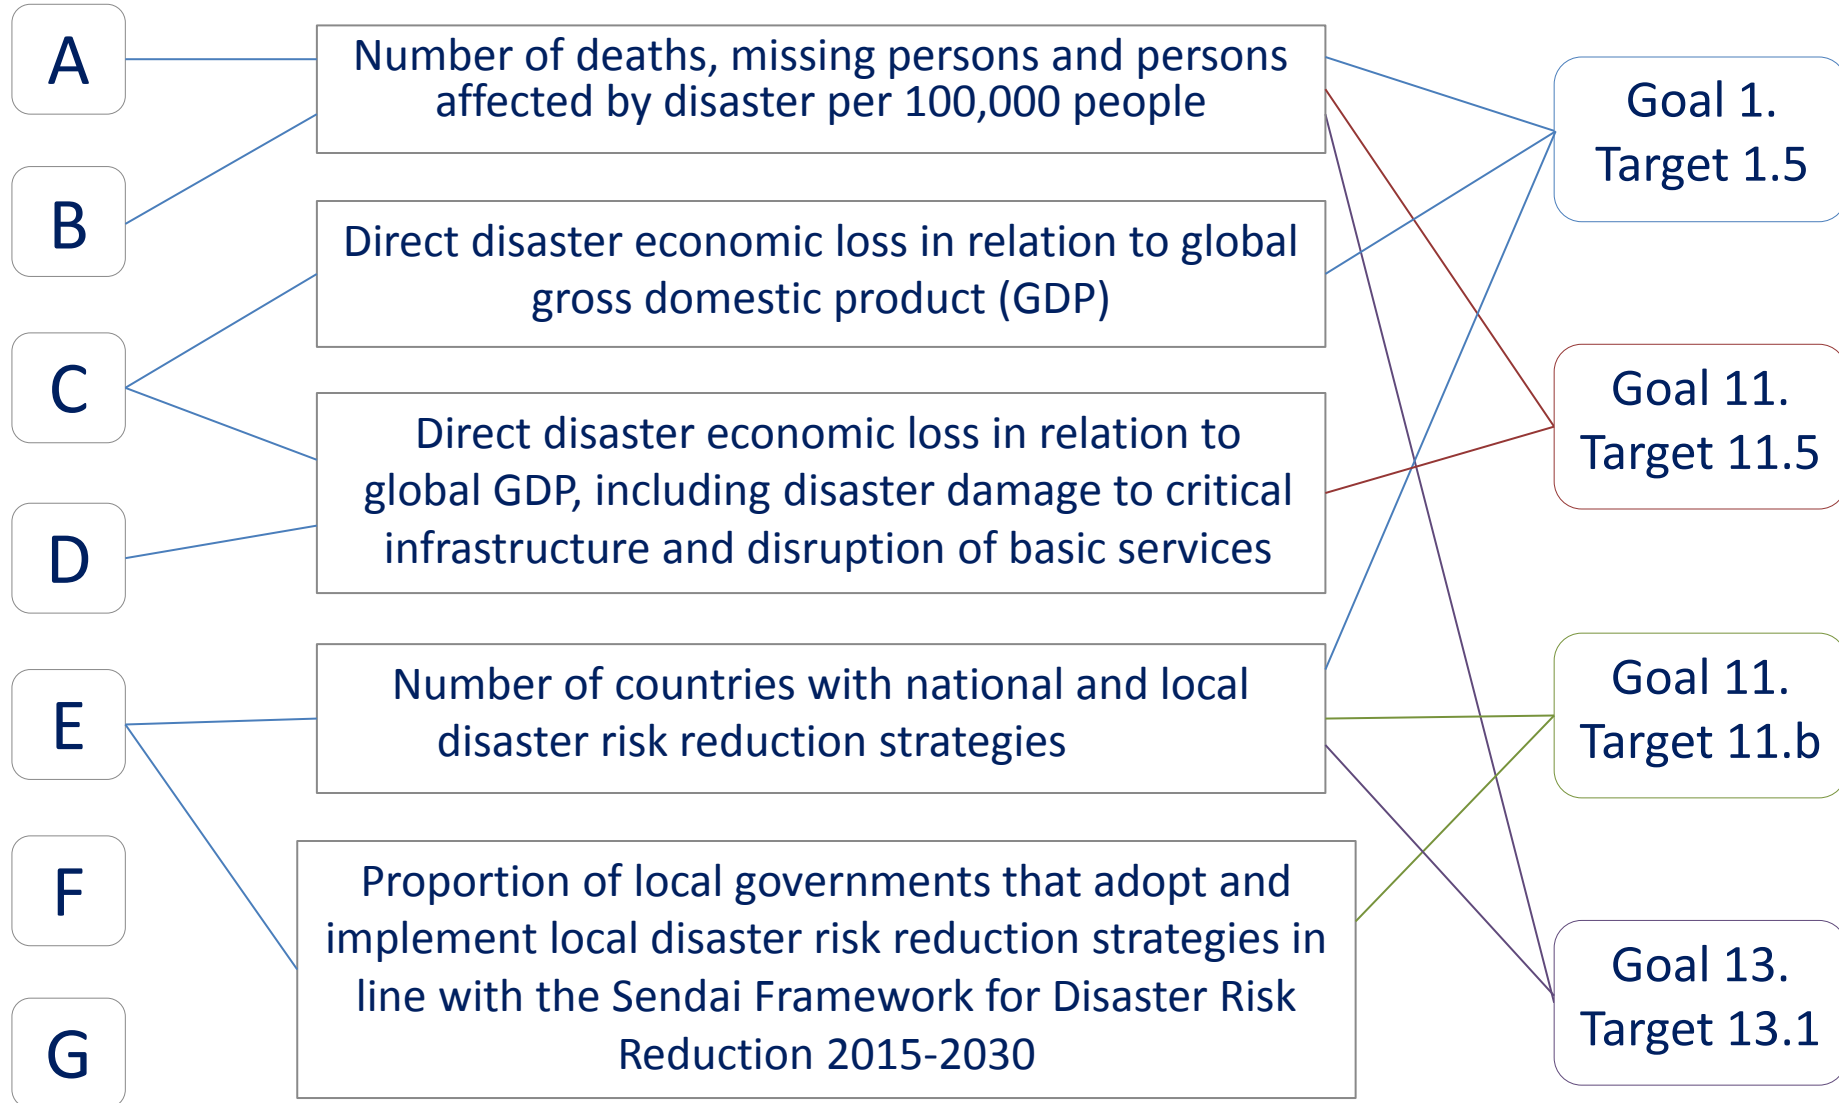 A
B
C
D
E
F
G
Number of deaths, missing persons and persons
affected by disaster per 100,000 people
Direct disaster economic loss in relation to global
gross domestic product (GDP)
Direct disaster economic loss in relation to
global GDP, including disaster damage to critical
infrastructure and disruption of basic services
Number of countries with national and local
disaster risk reduction strategies
Proportion of local governments that adopt and
implement local disaster risk reduction strategies in
line with the Sendai Framework for Disaster Risk
Reduction 2015-2030
Goal 1.
Target 1.5
Goal 11.
Target 11.5
Goal 11.
Target 11.b
Goal 13.
Target 13.1